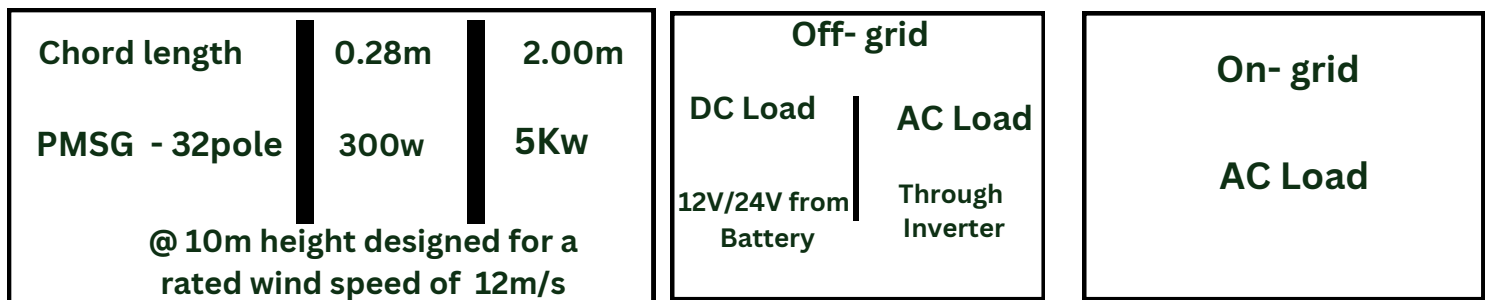 Chord length 0.28m 2.00m
PMSG - 32pole 300w 5Kw
@ 10m height designed for a
rated wind speed of 12m/s
Off- grid
DC Load AC Load
12V/24V from
Battery
Through
Inverter
On- grid
AC Load